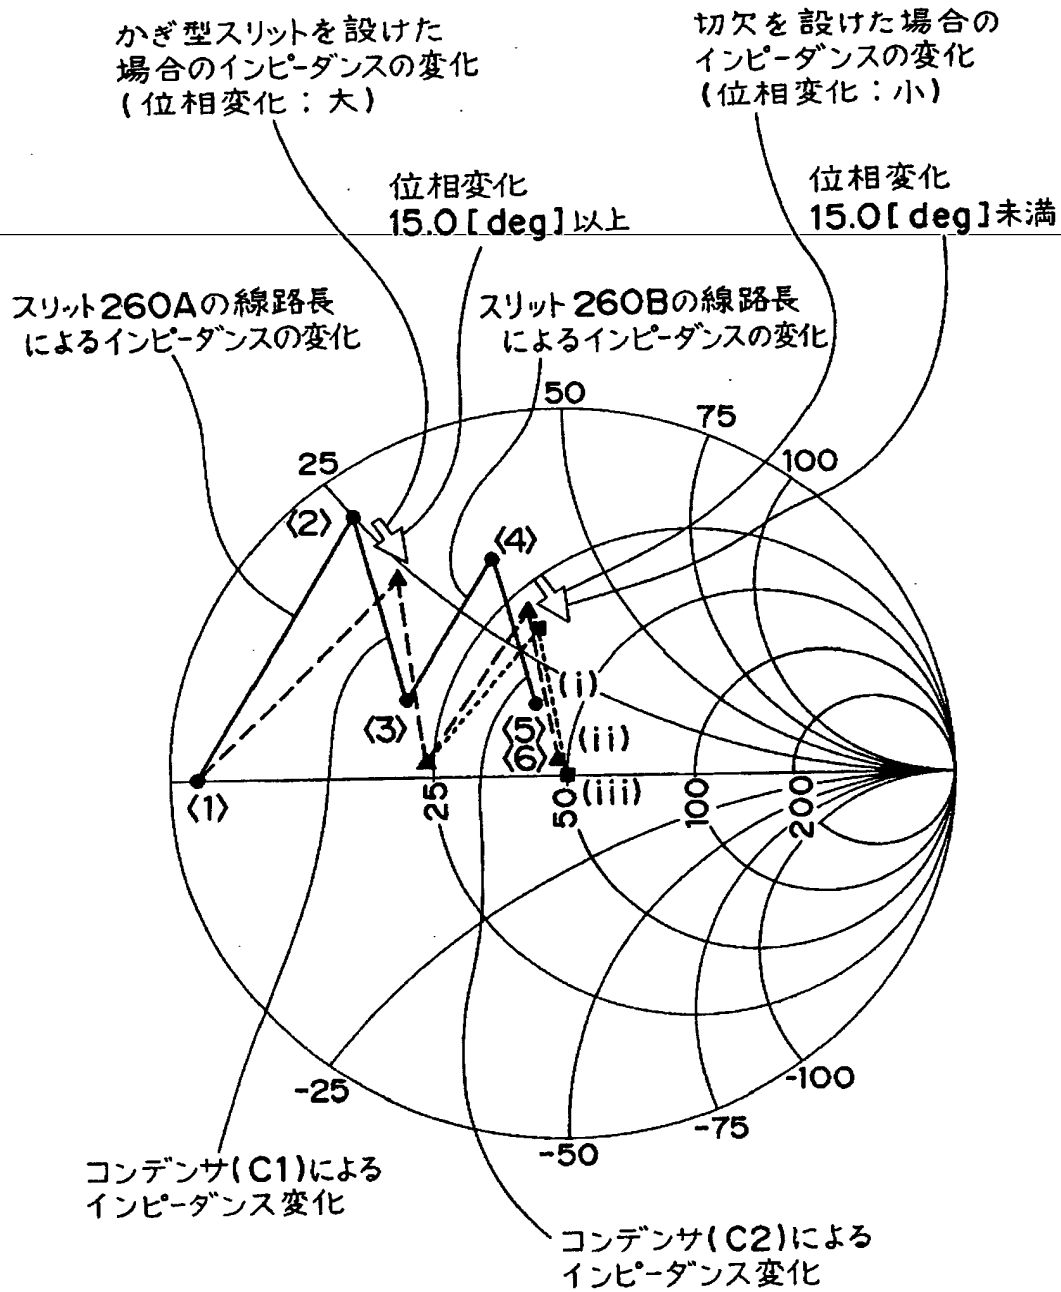 かぎ型スリットを設けた
場合のインピーダンスの変化
(位相変化：大)
切欠を設けた場合の
インピーダンスの変化
(位相変化：小)
位相変化
15.0[deg]以上
位相変化
15.0[deg]未満
スリット260Aの線路長
によるインピーダンスの変化
スリット260Bの線路長
によるインピーダンスの変化
50
75
100
25
〈2〉
〈4〉
(i)
〈3〉
〈5〉
(ii)
〈6〉
〈1〉
25
50
(iii)
100
200
-25
-100
-75
-50
コンデンサ(C1)による
インピーダンス変化
コンデンサ(C2)による
インピーダンス変化